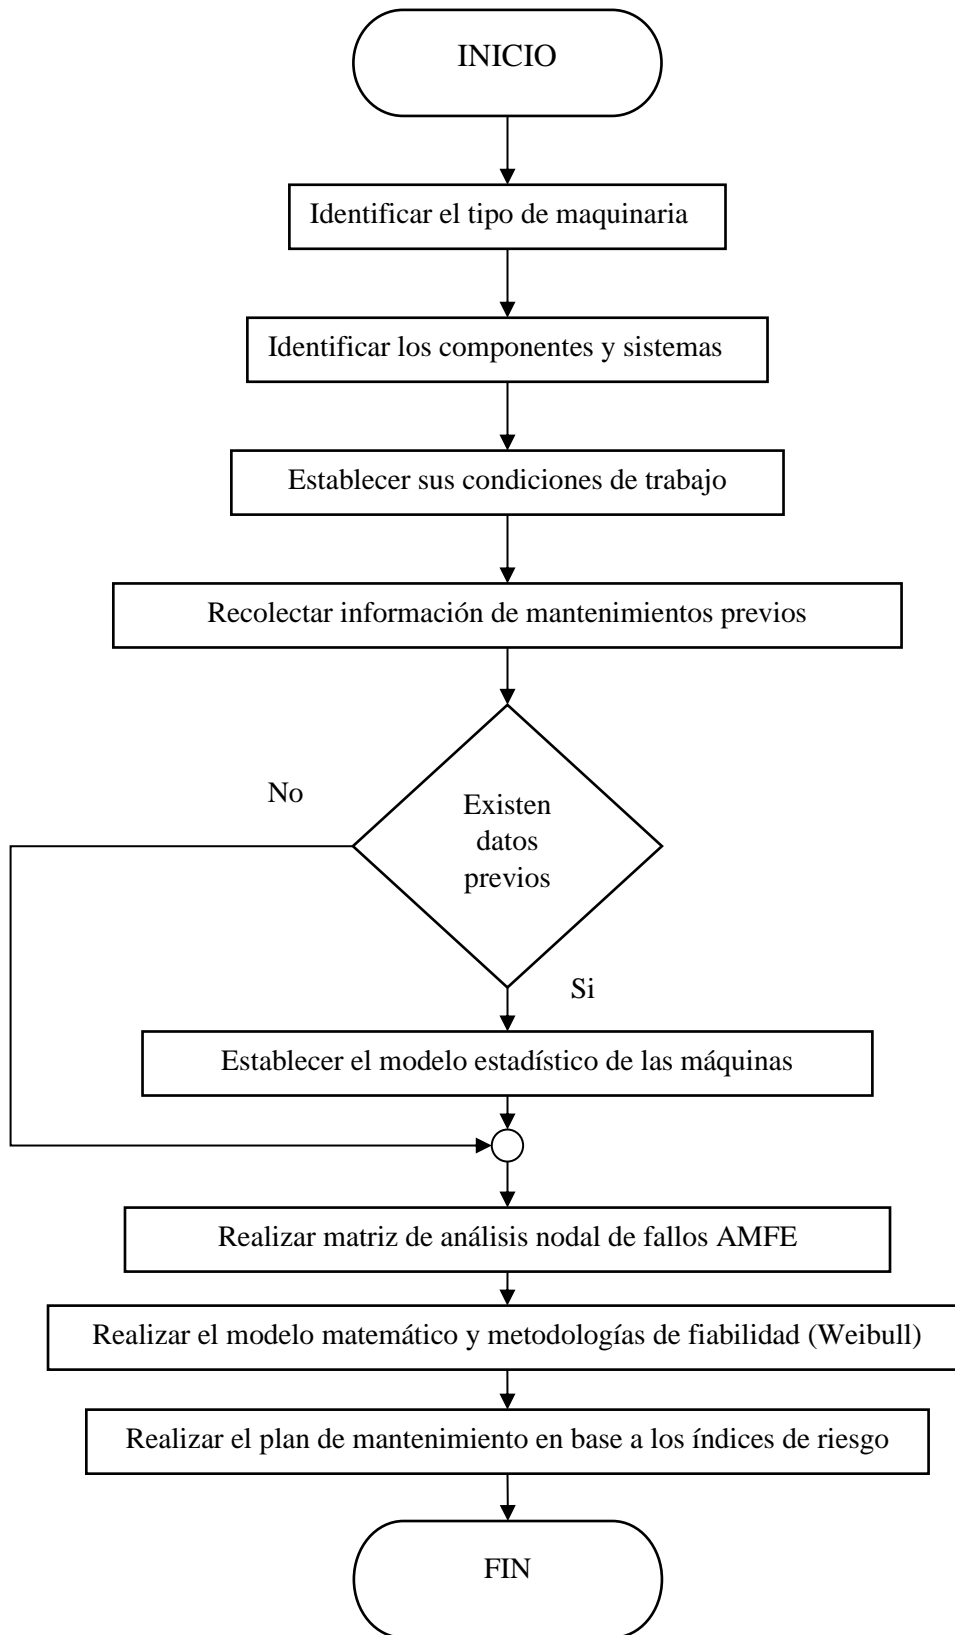 INICIO
Identificar el tipo de maquinaria
Identificar los componentes y sistemas
Establecer sus condiciones de trabajo
Recolectar información de mantenimientos previos
No
Existen
datos
previos
Si
Establecer el modelo estadístico de las máquinas
Realizar matriz de análisis nodal de fallos AMFE
Realizar el modelo matemático y metodologías de fiabilidad (Weibull)
Realizar el plan de mantenimiento en base a los índices de riesgo
FIN